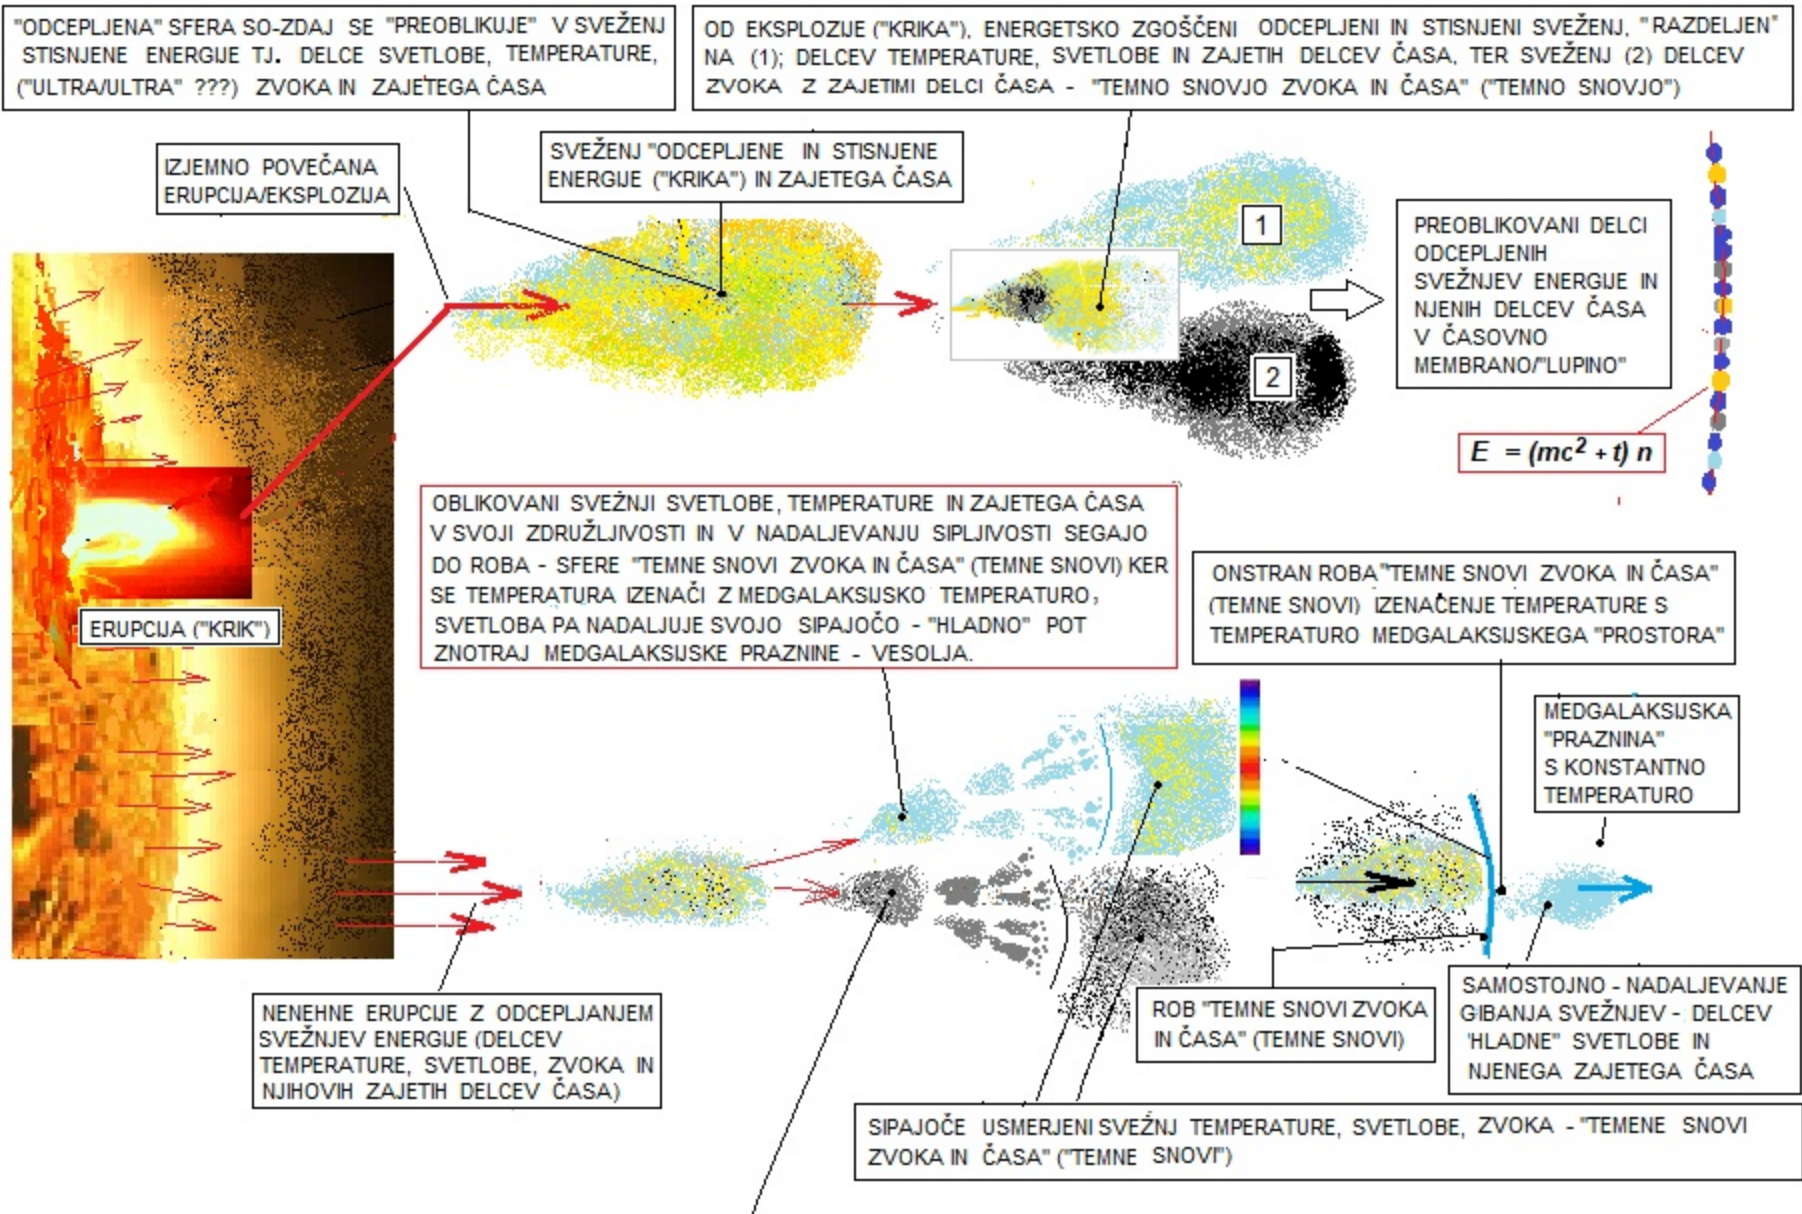 "ODCEPLJENA" SFERA SO-ZDAJ SE "PREOBLIKUJE" V SVEŽENJ
STISNJENE ENERGIJE TJ. DELCE SVETLOBE, TEMPERATURE,
("ULTRA/ULTRA" ???) ZVOKA IN ZAJETEGA ČASA
OD EKSPLOZIJE ("KRIKA"), ENERGETSKO ZGOŠČENI ODCEPLJENI IN STISNJENI SVEŽENJ, "RAZDELJEN"
NA (1); DELCEV TEMPERATURE, SVETLOBE IN ZAJETIH DELCEV ČASA, TER SVEŽENJ (2) DELCEV
ZVOKA Z ZAJETIMI DELCI ČASA - "TEMNO SNOVJO ZVOKA IN ČASA" ("TEMNO SNOVJO")
IZJEMNO POVEČANA
ERUPCIJA/EKSPLOZIJA
SVEŽENJ "ODCEPLJENE IN STISNJENE
ENERGIJE ("KRIKA") IN ZAJETEGA ČASA
1
2
PREOBLIKOVANI DELCI
ODCEPLJENIH
SVEŽNJEV ENERGIJE IN
NJENIH DELCEV ČASA
V ČASOVNO
MEMBRANO/"LUPINO"
E = (mc² + t) n
ERUPCIJA ("KRIK")
OBLIKOVANI SVEŽNJI SVETLOBE, TEMPERATURE IN ZAJETEGA ČASA
V SVOJI ZDRUŽLJIVOSTI IN V NADALJEVANJU SIPLJIVOSTI SEGAJO
DO ROBA - SFERE "TEMNE SNOVI ZVOKA IN ČASA" (TEMNE SNOVI) KER
SE TEMPERATURA IZENAČI Z MEDGALAKSIJSKO TEMPERATURO,
SVETLOBA PA NADALJUJE SVOJO SIPAJOČO - "HLADNO" POT
ZNOTRAJ MEDGALAKSIJSKE PRAZNINE - VESOLJA.
ONSTRAN ROBA "TEMNE SNOVI ZVOKA IN ČASA"
(TEMNE SNOVI) IZENAČENJE TEMPERATURE S
TEMPERATURO MEDGALAKSIJSKEGA "PROSTORA"
MEDGALAKSIJSKA
"PRAZNINA"
S KONSTANTNO
TEMPERATURO
NENEHNE ERUPCIJE Z ODCEPLJANJEM
SVEŽNJEV ENERGIJE (DELCEV
TEMPERATURE, SVETLOBE, ZVOKA IN
NJIHOVIH ZAJETIH DELCEV ČASA)
ROB "TEMNE SNOVI ZVOKA
IN ČASA" (TEMNE SNOVI)
SAMOSTOJNO - NADALJEVANJE
GIBANJA SVEŽNJEV - DELCEV
'HLADNE" SVETLOBE IN
NJENEGA ZAJETEGA ČASA
SIPAJOČE USMERJENI SVEŽNJ TEMPERATURE, SVETLOBE, ZVOKA - "TEMENE SNOVI
ZVOKA IN ČASA" ("TEMNE SNOVI")